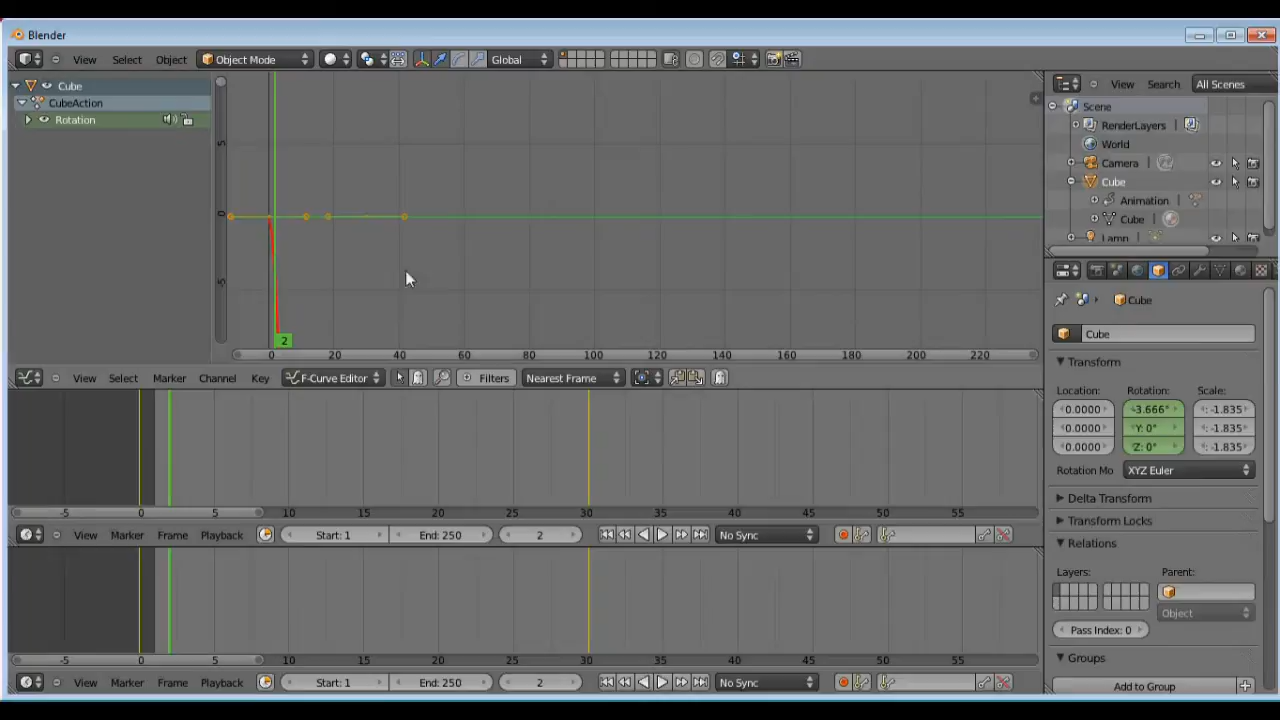 Blender
View Select Object Object Mode Global
Cube
CubeAction
Rotation
5
0
-5
2
0 20 40 60 80 100 120 140 160 180 200 220
View Select Marker Channel Key F-Curve Editor Filters Nearest Frame
-5 0 5 10 15 20 25 30 35 40 45 50 55
View Marker Frame Playback Start: 1 End: 250 2 No Sync
-5 0 5 10 15 20 25 30 35 40 45 50 55
View Marker Frame Playback Start: 1 End: 250 2 No Sync
View Search All Scenes
Scene
RenderLayers
World
Camera
Cube
Animation
Cube
Lamp
Cube
Cube
Transform
Location: Rotation: Scale:
0.0000 -3.666° : -1.835
0.0000 Y: 0° : -1.835
0.0000 Z: 0° : -1.835
Rotation Mo XYZ Euler
Delta Transform
Transform Locks
Relations
Layers: Parent:
Object
Pass Index: 0
Groups
Add to Group